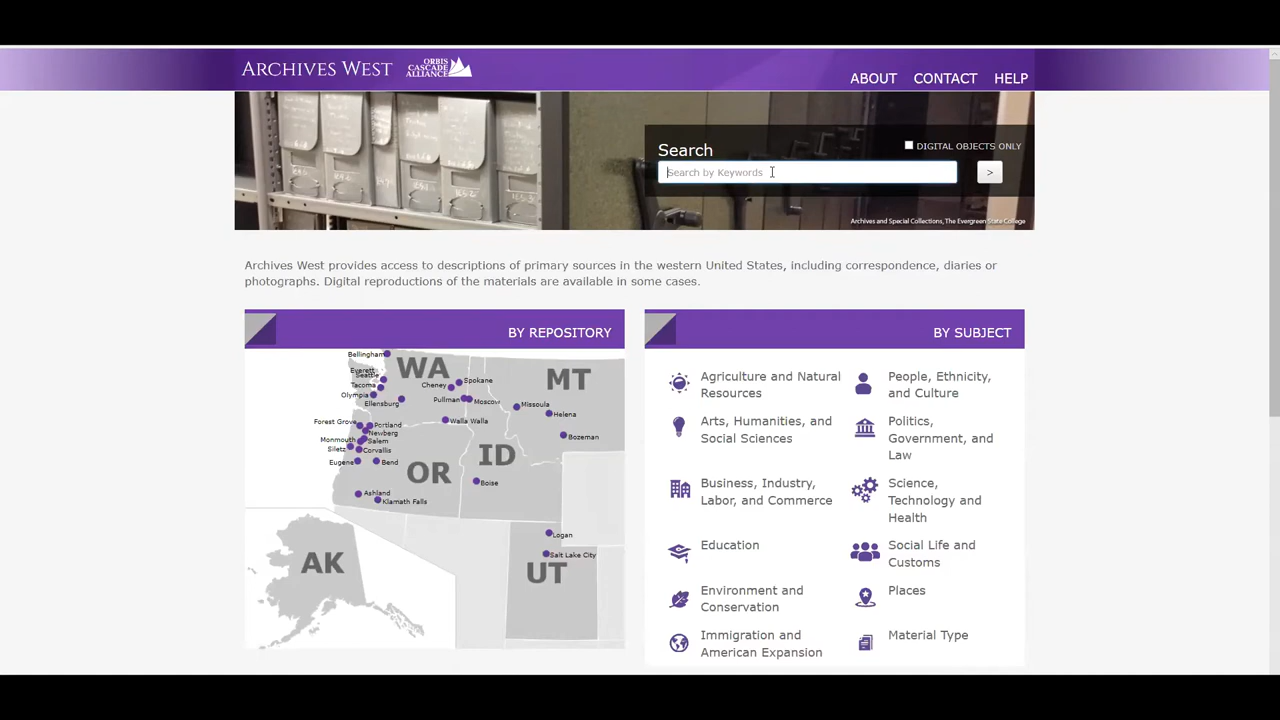 ARCHIVES WEST
ORBIS
CASCADE
ALLIANCE
ABOUT CONTACT HELP
Search
DIGITAL OBJECTS ONLY
Search by Keywords
>
Archives and Special Collections, The Evergreen State College
Archives West provides access to descriptions of primary sources in the western United States, including correspondence, diaries or
photographs. Digital reproductions of the materials are available in some cases.
BY REPOSITORY
Bellingham
WA
Everett
Seattle
Tacoma
Olympia
Ellensburg
Cheney
Spokane
Pullman
Moscow
Walla Walla
MT
Missoula
Helena
Bozeman
Forest Grove
Portland
Newberg
Monmouth
Salem
Siletz
Corvallis
Eugene
Bend
OR
ID
Boise
Ashland
Klamath Falls
AK
Logan
Salt Lake City
UT
BY SUBJECT
Agriculture and Natural
Resources
People, Ethnicity,
and Culture
Arts, Humanities, and
Social Sciences
Politics,
Government, and
Law
Business, Industry,
Labor, and Commerce
Science,
Technology and
Health
Education
Social Life and
Customs
Environment and
Conservation
Places
Immigration and
American Expansion
Material Type